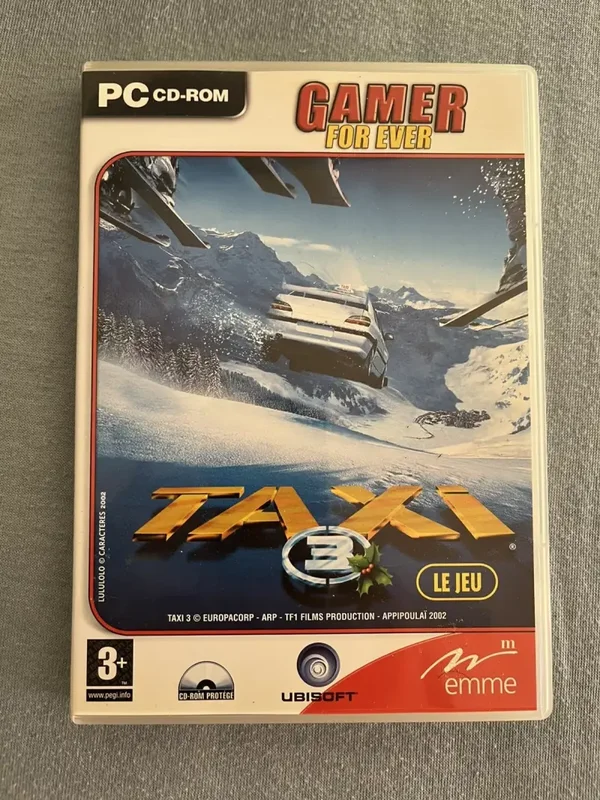 PC CD-ROM
GAMER
FOR EVER
LULULOLO © CARACTERES 2002
TAXI
3
®
LE JEU
TAXI 3 © EUROPACORP - ARP - TF1 FILMS PRODUCTION - APPIPOULAÏ 2002
3+
www.pegi.info
CD-ROM PROTÉGÉ
UBISOFT
m
emme